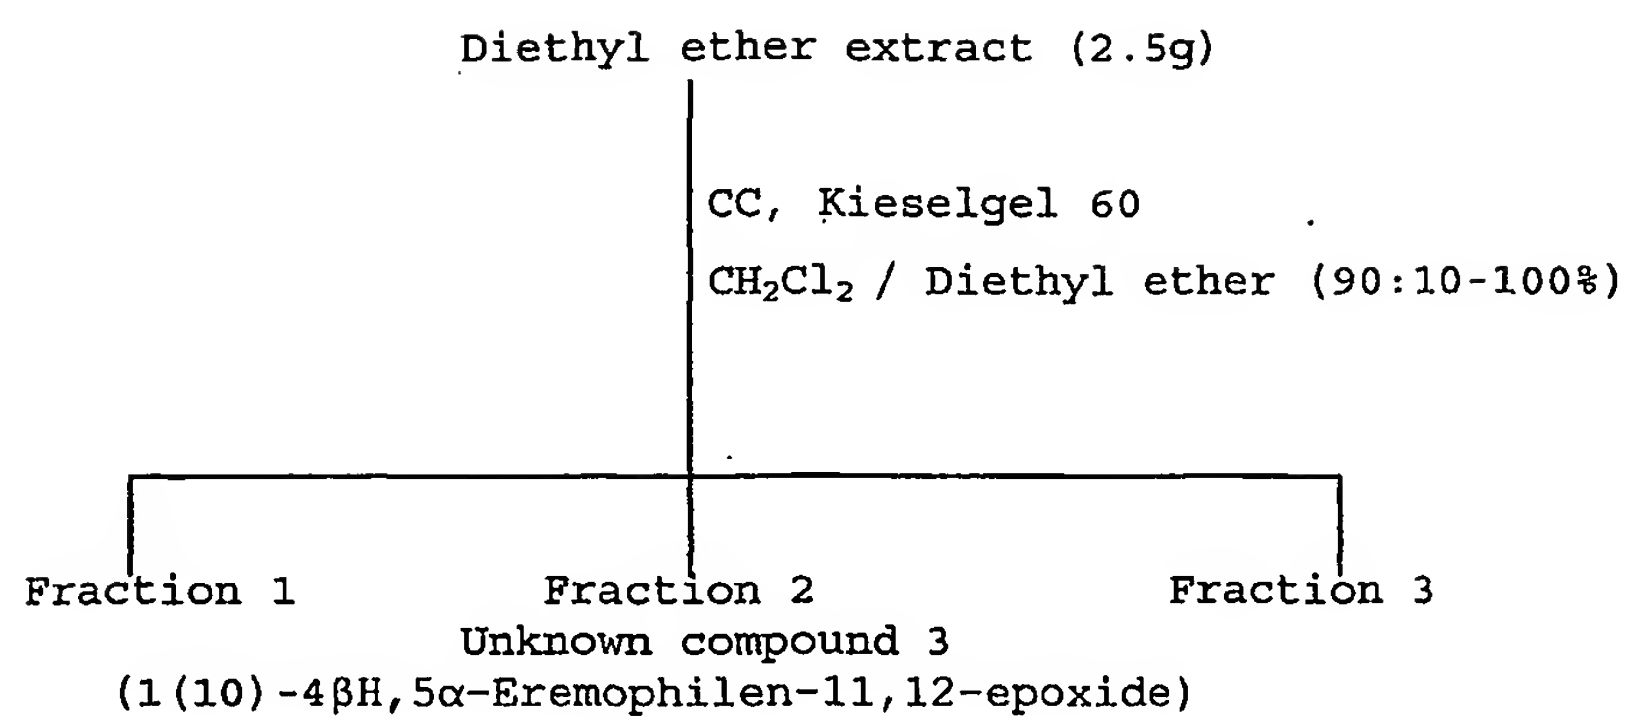 Diethyl ether extract (2.5g)
CC, Kieselgel 60
CH₂Cl₂ / Diethyl ether (90:10-100%)
Fraction 1
Fraction 2
Fraction 3
Unknown compound 3
(1(10)-4βH,5α-Eremophilen-11,12-epoxide)